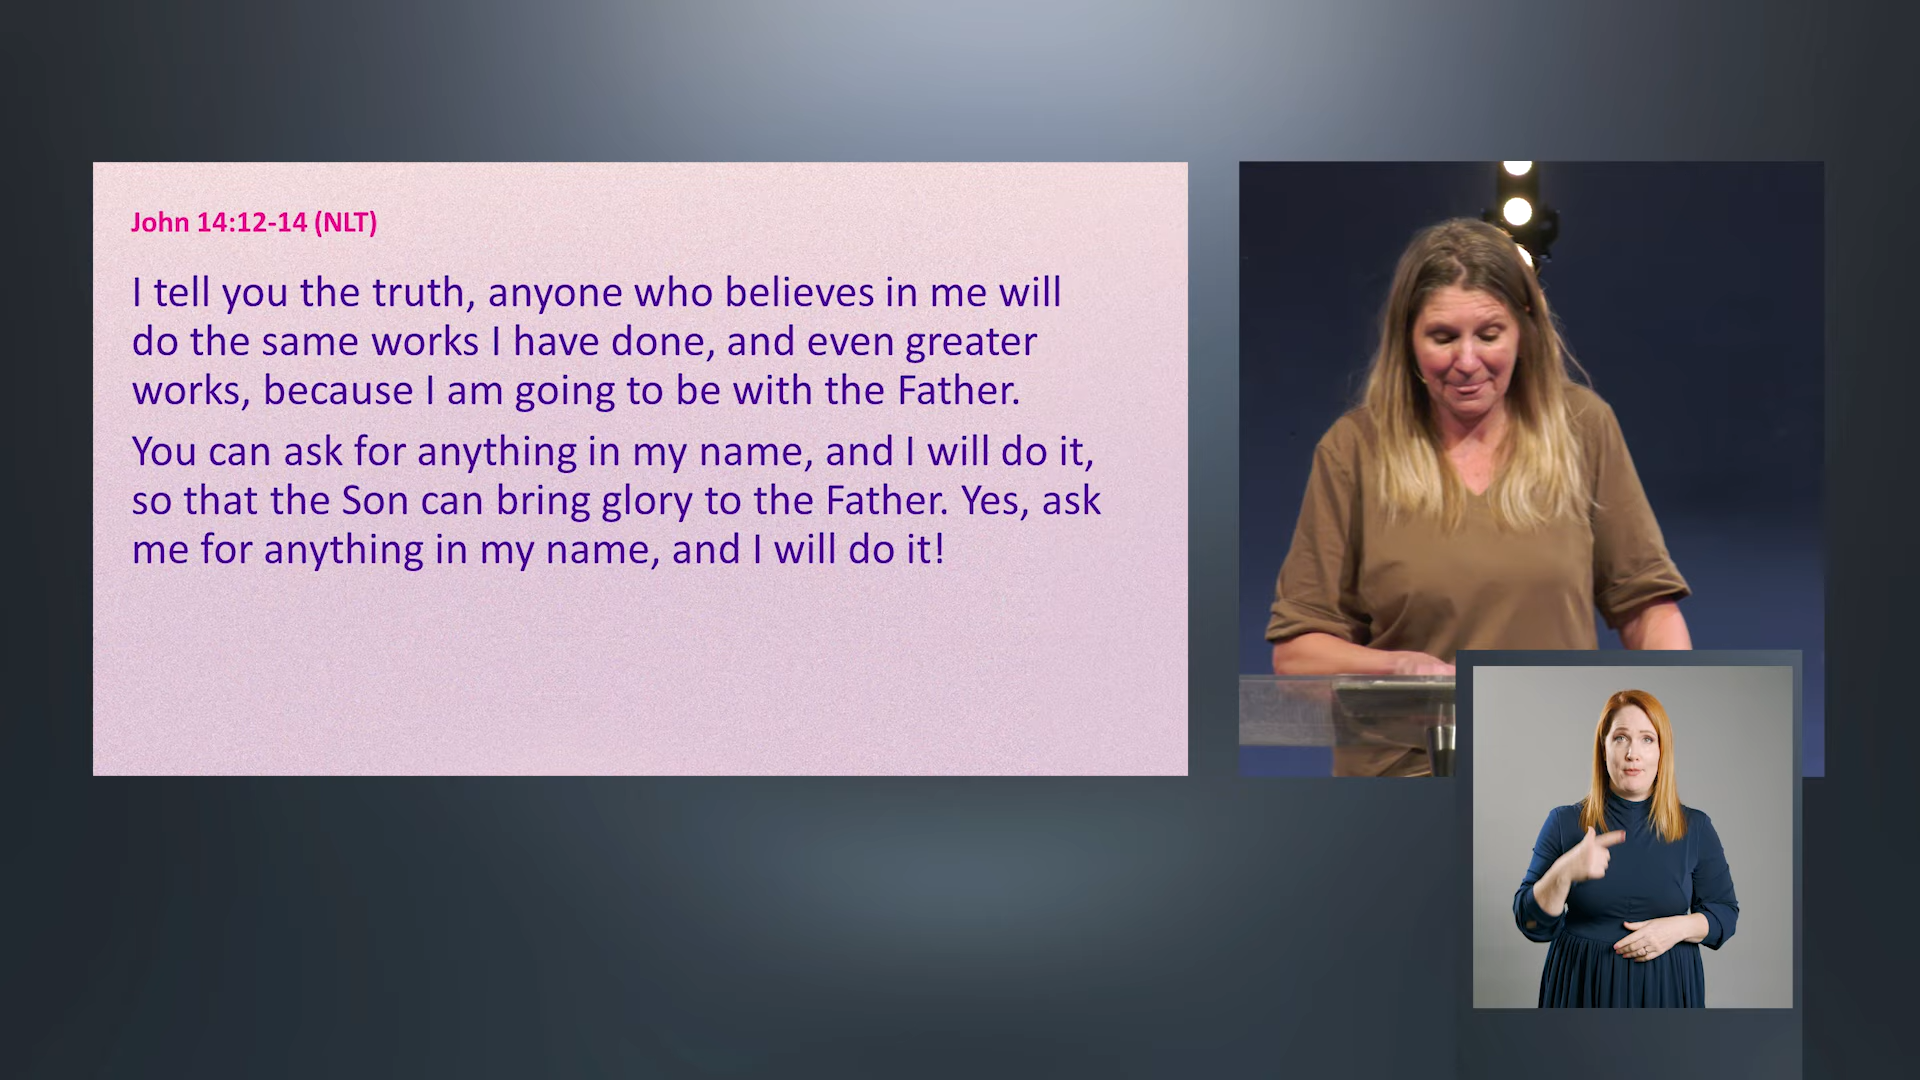 John 14:12-14 (NLT)
I tell you the truth, anyone who believes in me will
do the same works I have done, and even greater
works, because I am going to be with the Father.
You can ask for anything in my name, and I will do it,
so that the Son can bring glory to the Father. Yes, ask
me for anything in my name, and I will do it!